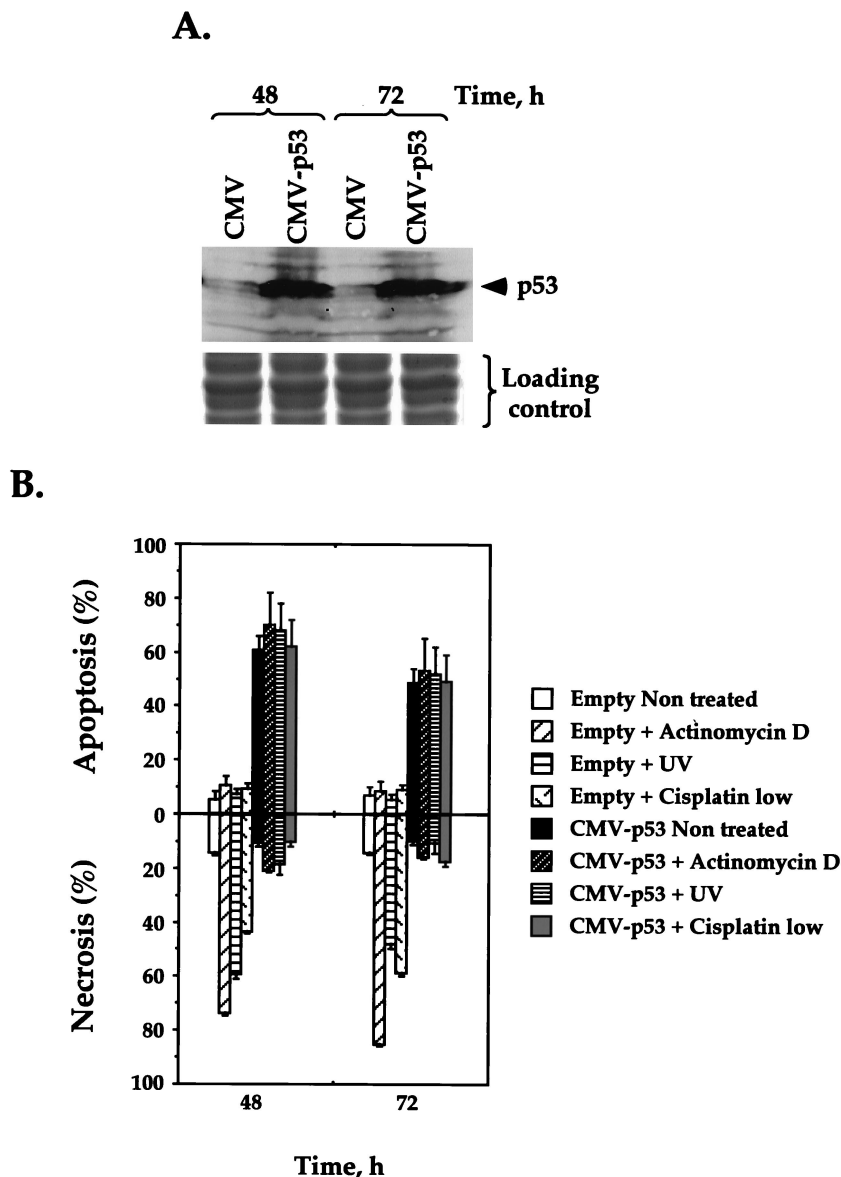 A.
48 72 Time, h
CMV CMV-p53 CMV CMV-p53
p53
Loading
control
B.
100
80
60
40
20
0
20
40
60
80
100
Apoptosis (%)
Necrosis (%)
48 72
Time, h
Empty Non treated
Empty + Actinomycin D
Empty + UV
Empty + Cisplatin low
CMV-p53 Non treated
CMV-p53 + Actinomycin D
CMV-p53 + UV
CMV-p53 + Cisplatin low